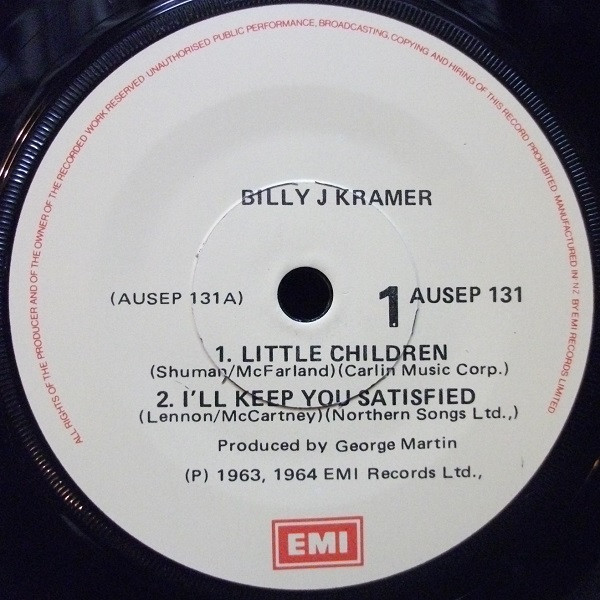 ALL RIGHTS OF THE PRODUCER AND OF THE OWNER OF THE RECORDED WORK RESERVED UNAUTHORISED PUBLIC PERFORMANCE, BROADCASTING, COPYING AND HIRING OF THIS RECORD PROHIBITED MANUFACTURED IN N.Z. BY EMI RECORDS LIMITED
BILLY J KRAMER
(AUSEP 131A) 1 AUSEP 131
1. LITTLE CHILDREN
(Shuman/McFarland)(Carlin Music Corp.)
2. I'LL KEEP YOU SATISFIED
(Lennon/McCartney)(Northern Songs Ltd.,)
Produced by George Martin
(P) 1963, 1964 EMI Records Ltd.,
EMI